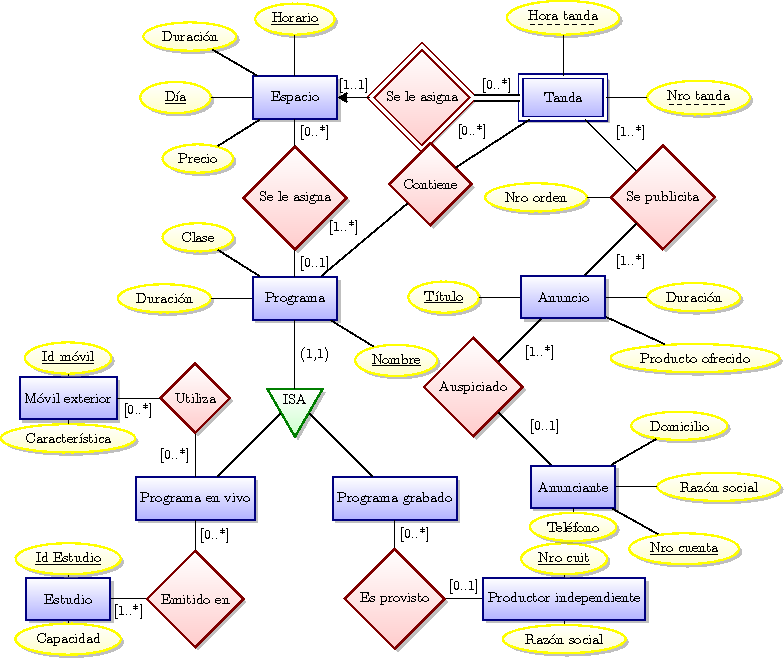 Horario
Hora tanda
Duración
Día
Espacio
[1..1]
Se le asigna
[0..*]
Tanda
Nro tanda
Precio
[0..*]
[0..*]
[1..*]
Se le asigna
Contiene
Nro orden
Se publicita
Clase
[1..*]
[0..1]
[1..*]
Duración
Programa
Título
Anuncio
Duración
Id móvil
(1,1)
Nombre
[1..*]
Producto ofrecido
Móvil exterior
[0..*]
Utiliza
ISA
Auspiciado
Característica
[0..*]
[0..1]
Domicilio
Programa en vivo
Programa grabado
Anunciante
Razón social
[0..*]
[0..*]
Teléfono
Nro cuenta
Id Estudio
Nro cuit
Estudio
[1..*]
Emitido en
Es provisto
[0..1]
Productor independiente
Capacidad
Razón social